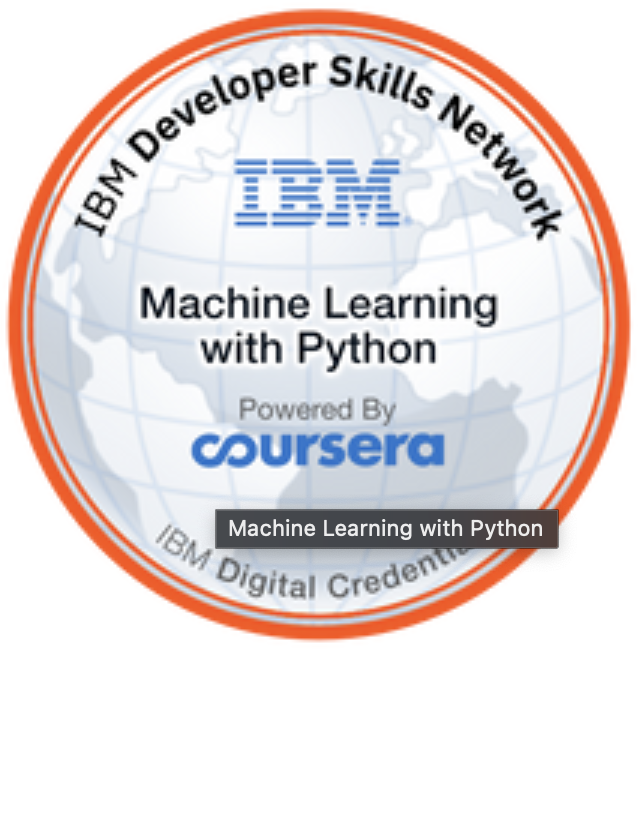 IBM Developer Skills Network
IBM
Machine Learning
with Python
Powered By
coursera
Machine Learning with Python
IBM Digital